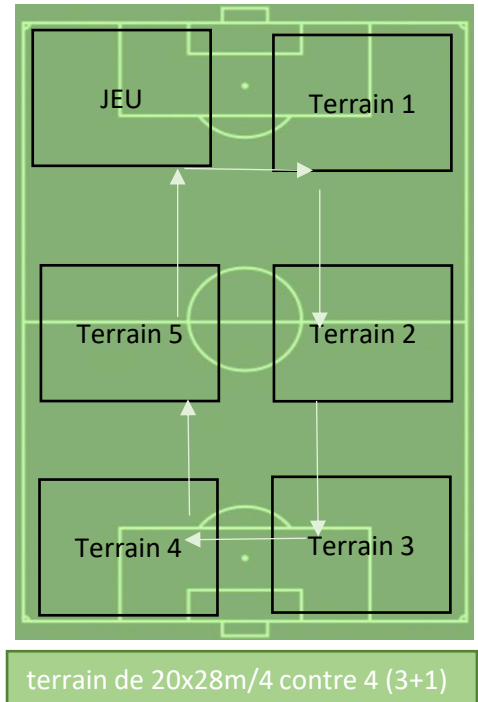 JEU
Terrain 1
Terrain 5
Terrain 2
Terrain 4
Terrain 3
terrain de 20x28m/4 contre 4 (3+1)